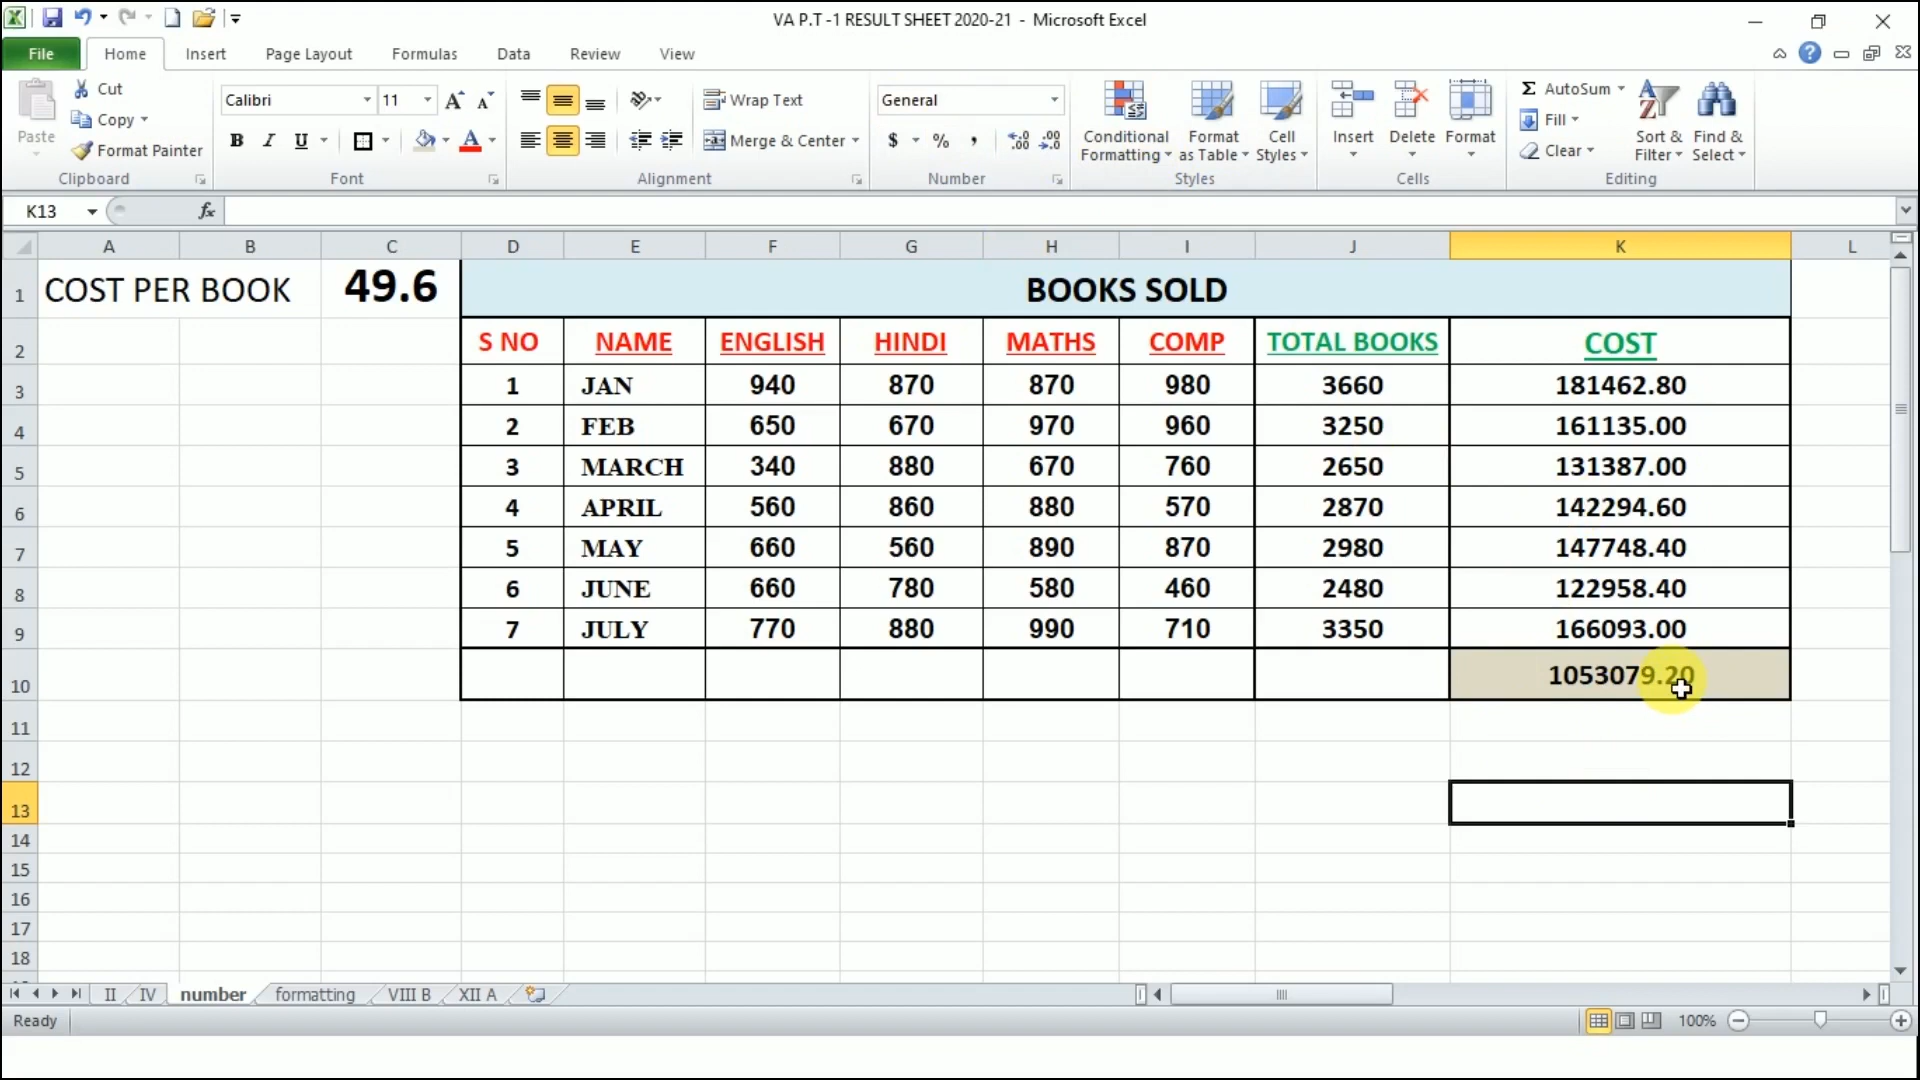 VA P.T -1 RESULT SHEET 2020-21 - Microsoft Excel
File Home Insert Page Layout Formulas Data Review View
Paste
Cut
Copy
Format Painter
Clipboard
Calibri 11
B I U
Font
Wrap Text
Merge & Center
Alignment
General
$ % ,
Number
Conditional Formatting
Format as Table
Cell Styles
Styles
Insert Delete Format
Cells
Σ AutoSum
Fill
Clear
Sort & Filter
Find & Select
Editing
K13 fx
A B C D E F G H I J K L
1 COST PER BOOK 49.6 BOOKS SOLD
2 S NO NAME ENGLISH HINDI MATHS COMP TOTAL BOOKS COST
3 1 JAN 940 870 870 980 3660 181462.80
4 2 FEB 650 670 970 960 3250 161135.00
5 3 MARCH 340 880 670 760 2650 131387.00
6 4 APRIL 560 860 880 570 2870 142294.60
7 5 MAY 660 560 890 870 2980 147748.40
8 6 JUNE 660 780 580 460 2480 122958.40
9 7 JULY 770 880 990 710 3350 166093.00
10 1053079.20
11
12
13
14
15
16
17
18
II IV number formatting VIII B XII A
Ready 100%